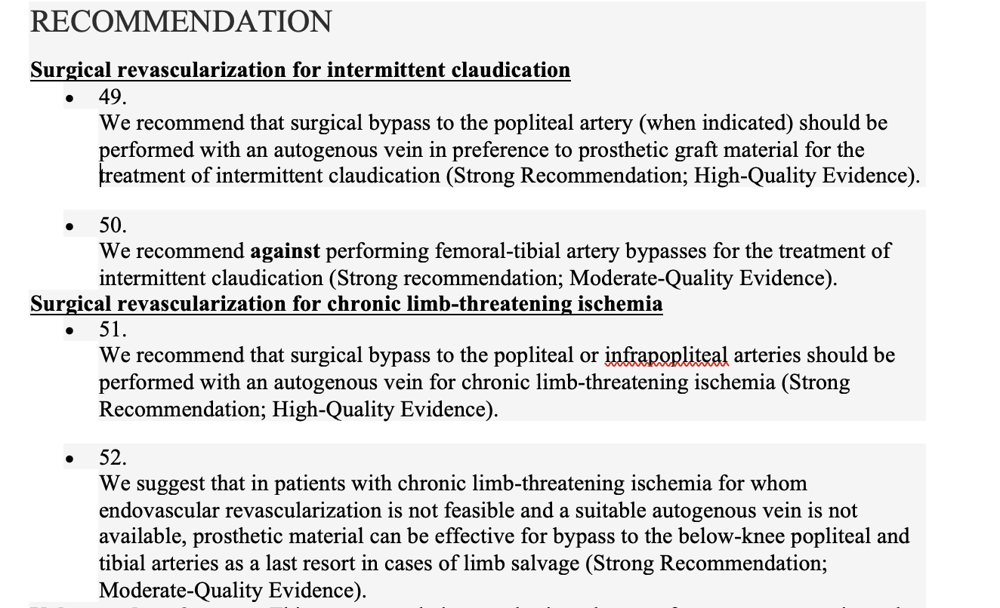 RECOMMENDATION
Surgical revascularization for intermittent claudication
• 49.
We recommend that surgical bypass to the popliteal artery (when indicated) should be
performed with an autogenous vein in preference to prosthetic graft material for the
treatment of intermittent claudication (Strong Recommendation; High-Quality Evidence).
• 50.
We recommend against performing femoral-tibial artery bypasses for the treatment of
intermittent claudication (Strong recommendation; Moderate-Quality Evidence).
Surgical revascularization for chronic limb-threatening ischemia
• 51.
We recommend that surgical bypass to the popliteal or infrapopliteal arteries should be
performed with an autogenous vein for chronic limb-threatening ischemia (Strong
Recommendation; High-Quality Evidence).
• 52.
We suggest that in patients with chronic limb-threatening ischemia for whom
endovascular revascularization is not feasible and a suitable autogenous vein is not
available, prosthetic material can be effective for bypass to the below-knee popliteal and
tibial arteries as a last resort in cases of limb salvage (Strong Recommendation;
Moderate-Quality Evidence).